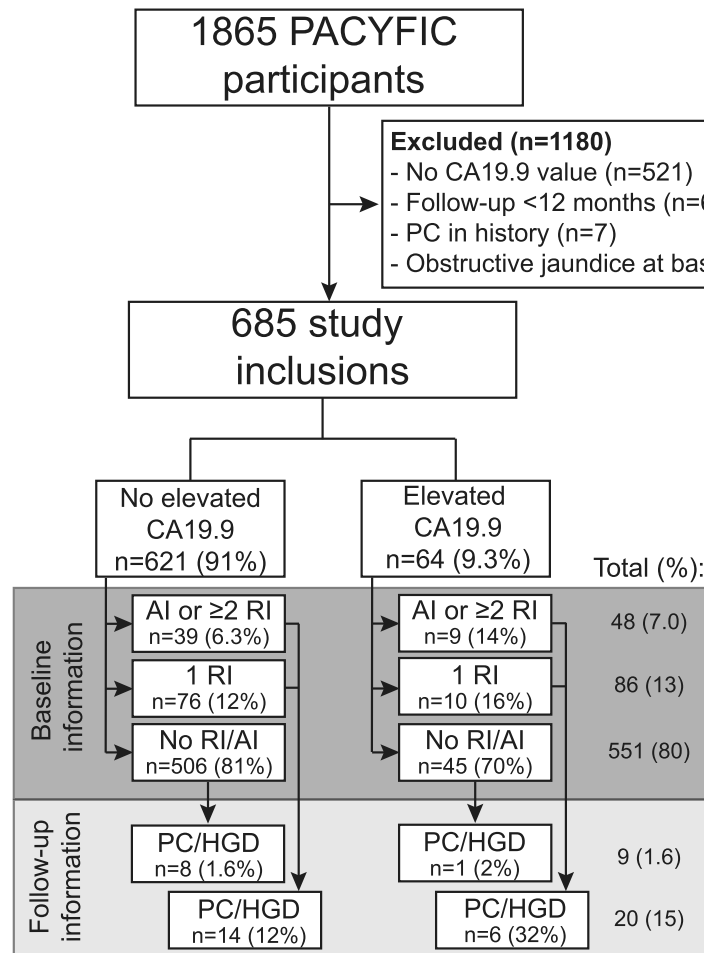 1865 PACYFIC
participants
Excluded (n=1180)
- No CA19.9 value (n=521)
- Follow-up <12 months (n=6
- PC in history (n=7)
- Obstructive jaundice at bas
685 study
inclusions
No elevated
CA19.9
n=621 (91%)
Elevated
CA19.9
n=64 (9.3%)
Total (%):
Baseline
information
AI or ≥2 RI
n=39 (6.3%)
AI or ≥2 RI
n=9 (14%)
48 (7.0)
1 RI
n=76 (12%)
1 RI
n=10 (16%)
86 (13)
No RI/AI
n=506 (81%)
No RI/AI
n=45 (70%)
551 (80)
Follow-up
information
PC/HGD
n=8 (1.6%)
PC/HGD
n=1 (2%)
9 (1.6)
PC/HGD
n=14 (12%)
PC/HGD
n=6 (32%)
20 (15)